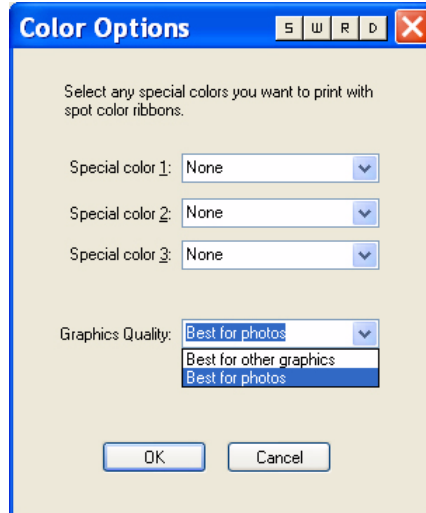 Color Options S W R D
Select any special colors you want to print with
spot color ribbons.
Special color 1: None
Special color 2: None
Special color 3: None
Graphics Quality: Best for photos
Best for other graphics
Best for photos
OK Cancel